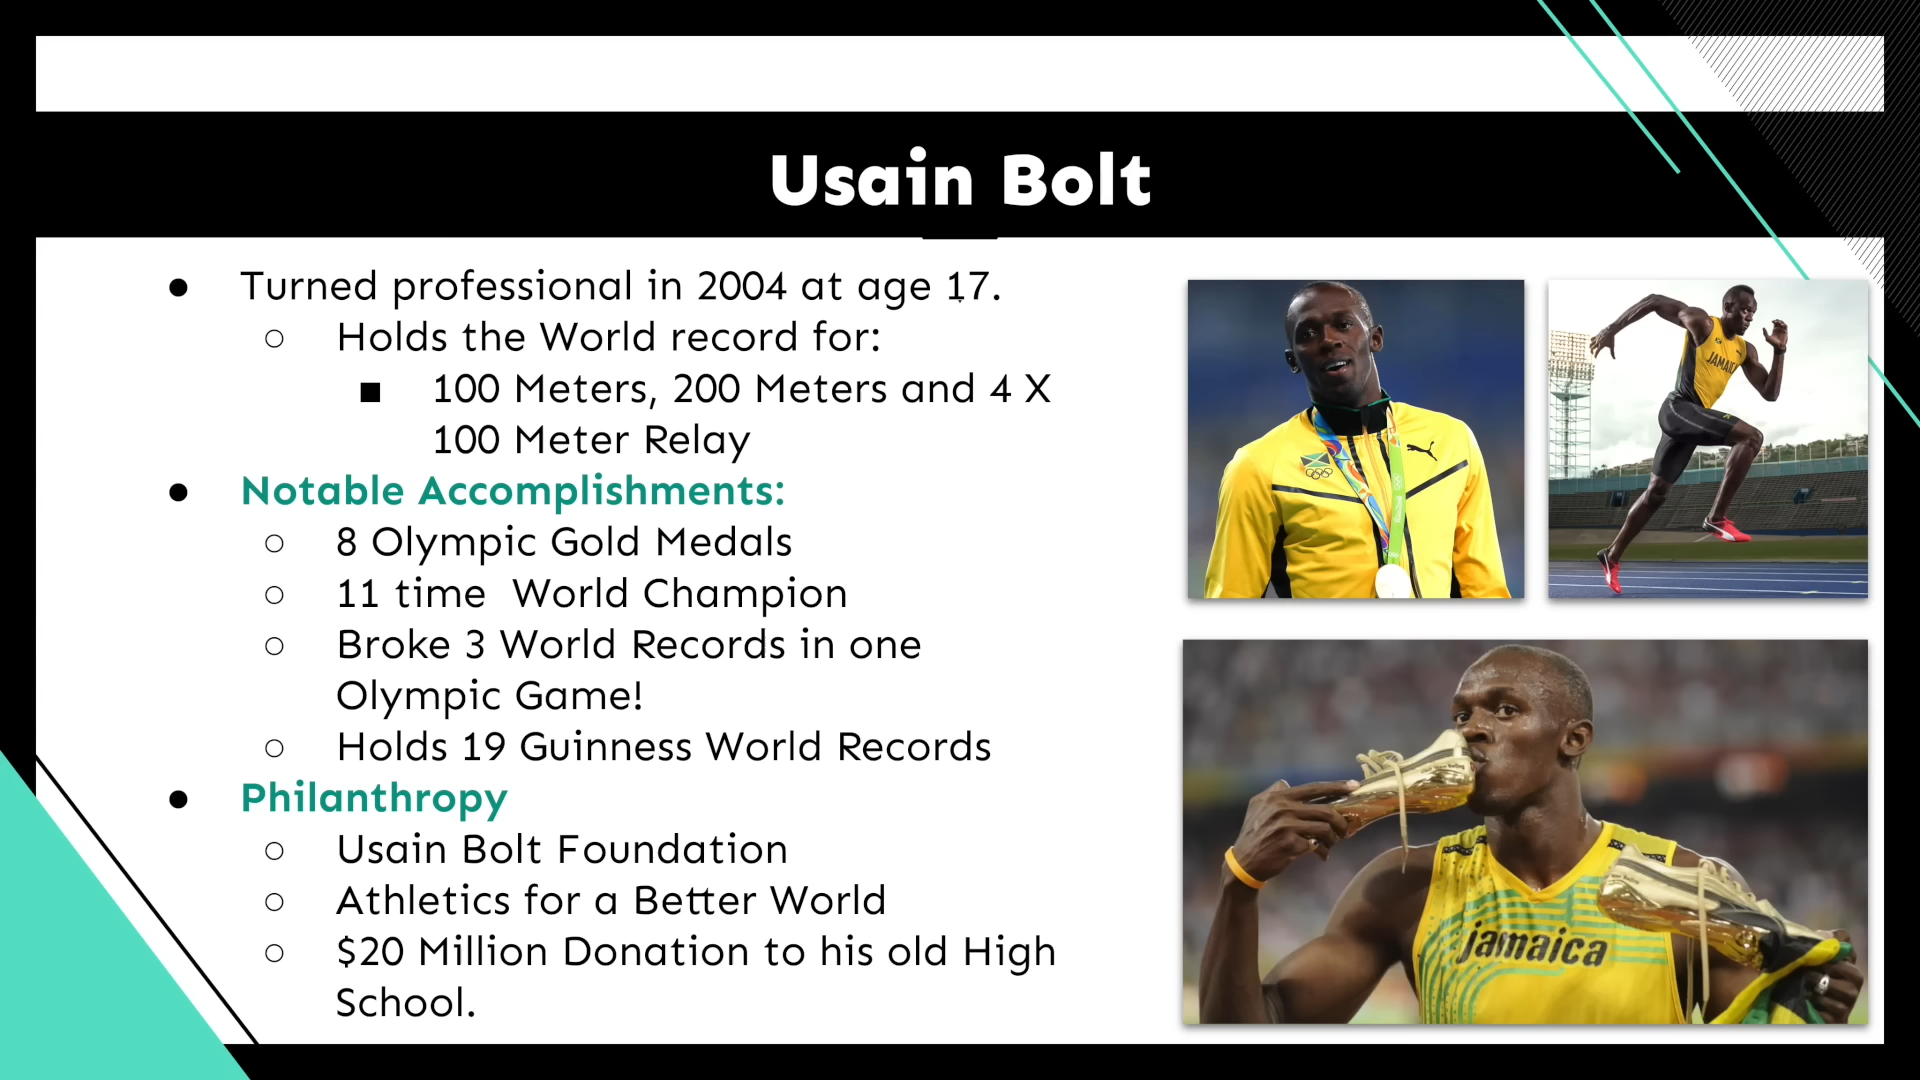 Usain Bolt
● Turned professional in 2004 at age 17.
○ Holds the World record for:
■ 100 Meters, 200 Meters and 4 X
100 Meter Relay
● Notable Accomplishments:
○ 8 Olympic Gold Medals
○ 11 time  World Champion
○ Broke 3 World Records in one
Olympic Game!
○ Holds 19 Guinness World Records
● Philanthropy
○ Usain Bolt Foundation
○ Athletics for a Better World
○ $20 Million Donation to his old High
School.
JAMAIC
jamaica